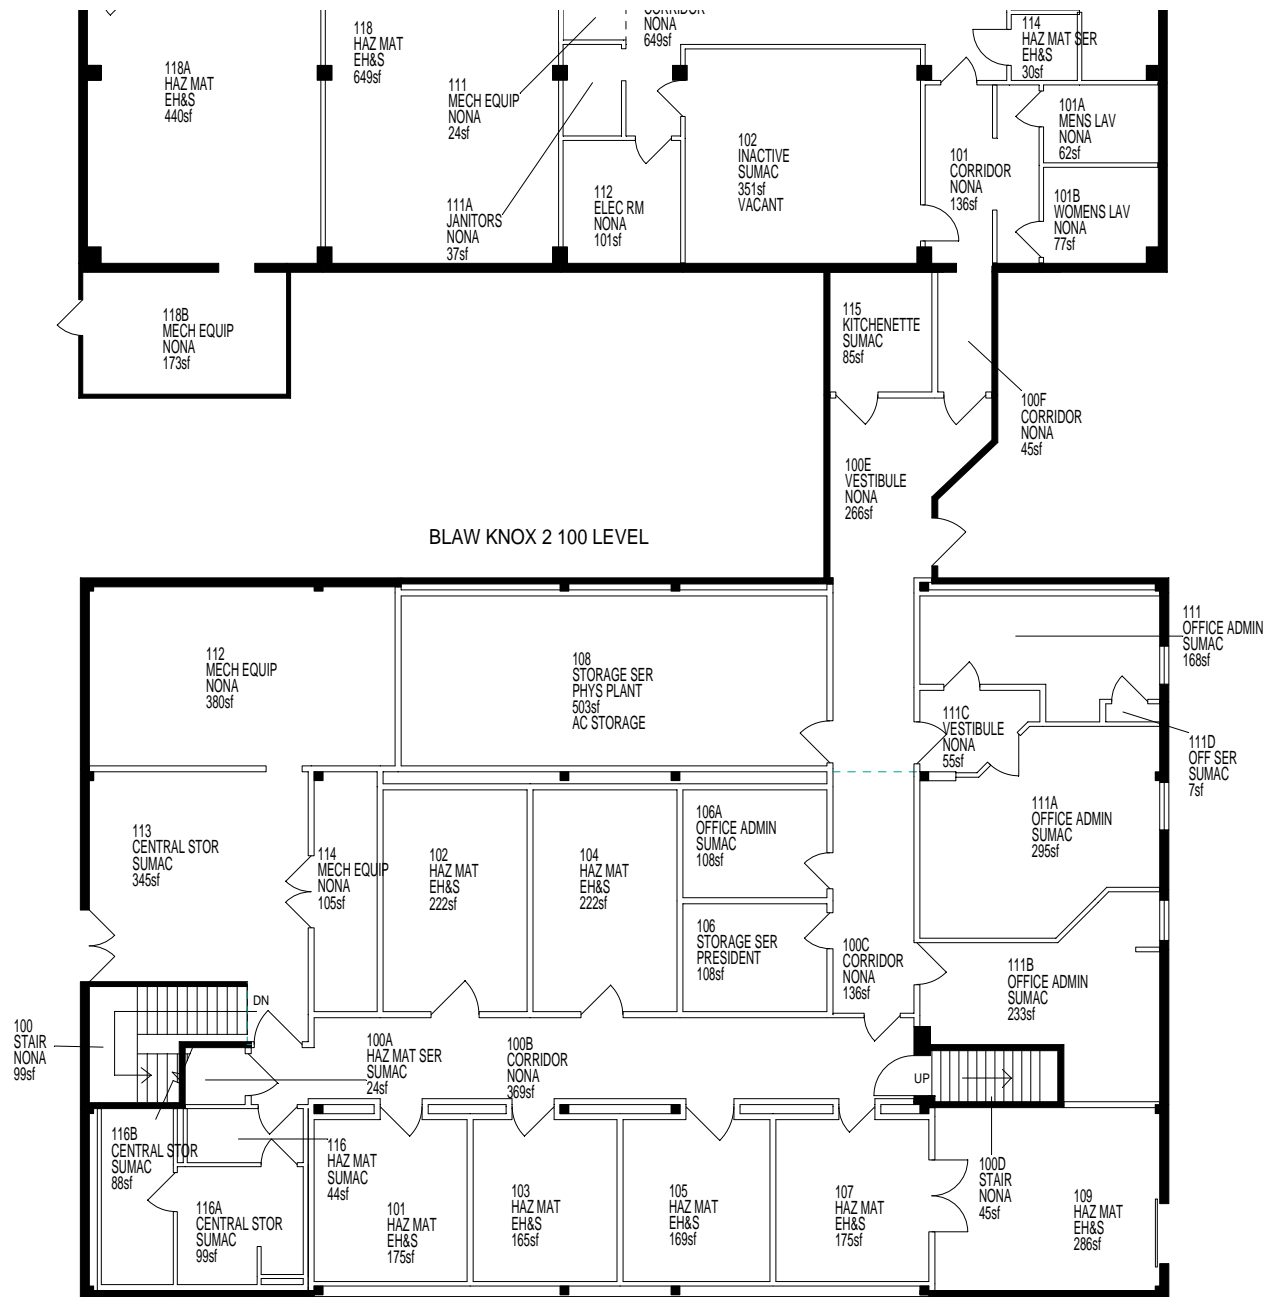 118A
HAZ MAT
EH&S
440sf
118
HAZ MAT
EH&S
649sf
CORRIDOR
NONA
649sf
111
MECH EQUIP
NONA
24sf
114
HAZ MAT SER
EH&S
30sf
101A
MENS LAV
NONA
62sf
102
INACTIVE
SUMAC
351sf
VACANT
101
CORRIDOR
NONA
136sf
101B
WOMENS LAV
NONA
77sf
111A
JANITORS
NONA
37sf
112
ELEC RM
NONA
101sf
118B
MECH EQUIP
NONA
173sf
115
KITCHENETTE
SUMAC
85sf
100F
CORRIDOR
NONA
45sf
100E
VESTIBULE
NONA
266sf
BLAW KNOX 2 100 LEVEL
112
MECH EQUIP
NONA
380sf
108
STORAGE SER
PHYS PLANT
503sf
AC STORAGE
111
OFFICE ADMIN
SUMAC
168sf
111C
VESTIBULE
NONA
55sf
111D
OFF SER
SUMAC
7sf
113
CENTRAL STOR
SUMAC
345sf
114
MECH EQUIP
NONA
105sf
102
HAZ MAT
EH&S
222sf
104
HAZ MAT
EH&S
222sf
106A
OFFICE ADMIN
SUMAC
108sf
111A
OFFICE ADMIN
SUMAC
295sf
106
STORAGE SER
PRESIDENT
108sf
100C
CORRIDOR
NONA
136sf
111B
OFFICE ADMIN
SUMAC
233sf
DN
100
STAIR
NONA
99sf
100A
HAZ MAT SER
SUMAC
24sf
100B
CORRIDOR
NONA
369sf
UP
116B
CENTRAL STOR
SUMAC
88sf
116
HAZ MAT
SUMAC
44sf
116A
CENTRAL STOR
SUMAC
99sf
101
HAZ MAT
EH&S
175sf
103
HAZ MAT
EH&S
165sf
105
HAZ MAT
EH&S
169sf
107
HAZ MAT
EH&S
175sf
100D
STAIR
NONA
45sf
109
HAZ MAT
EH&S
286sf